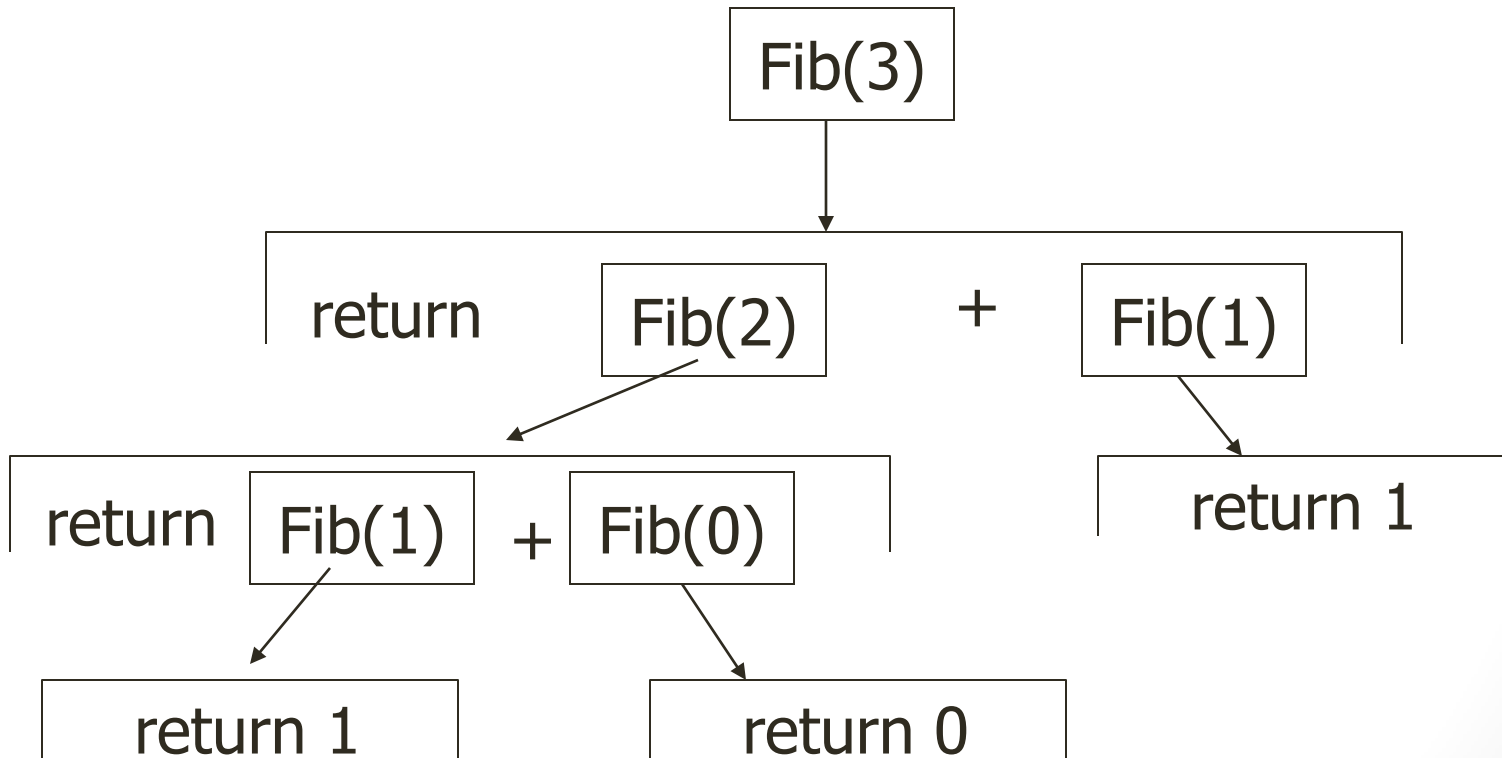 Fib(3)
return Fib(2) + Fib(1)
return Fib(1) + Fib(0)
return 1
return 1
return 0